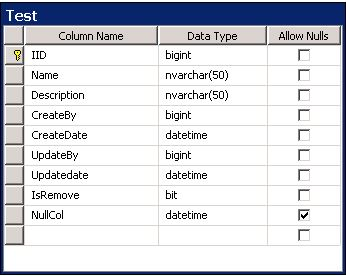 Test
Column Name Data Type Allow Nulls
IID bigint
Name nvarchar(50)
Description nvarchar(50)
CreateBy bigint
CreateDate datetime
UpdateBy bigint
Updatedate datetime
IsRemove bit
NullCol datetime